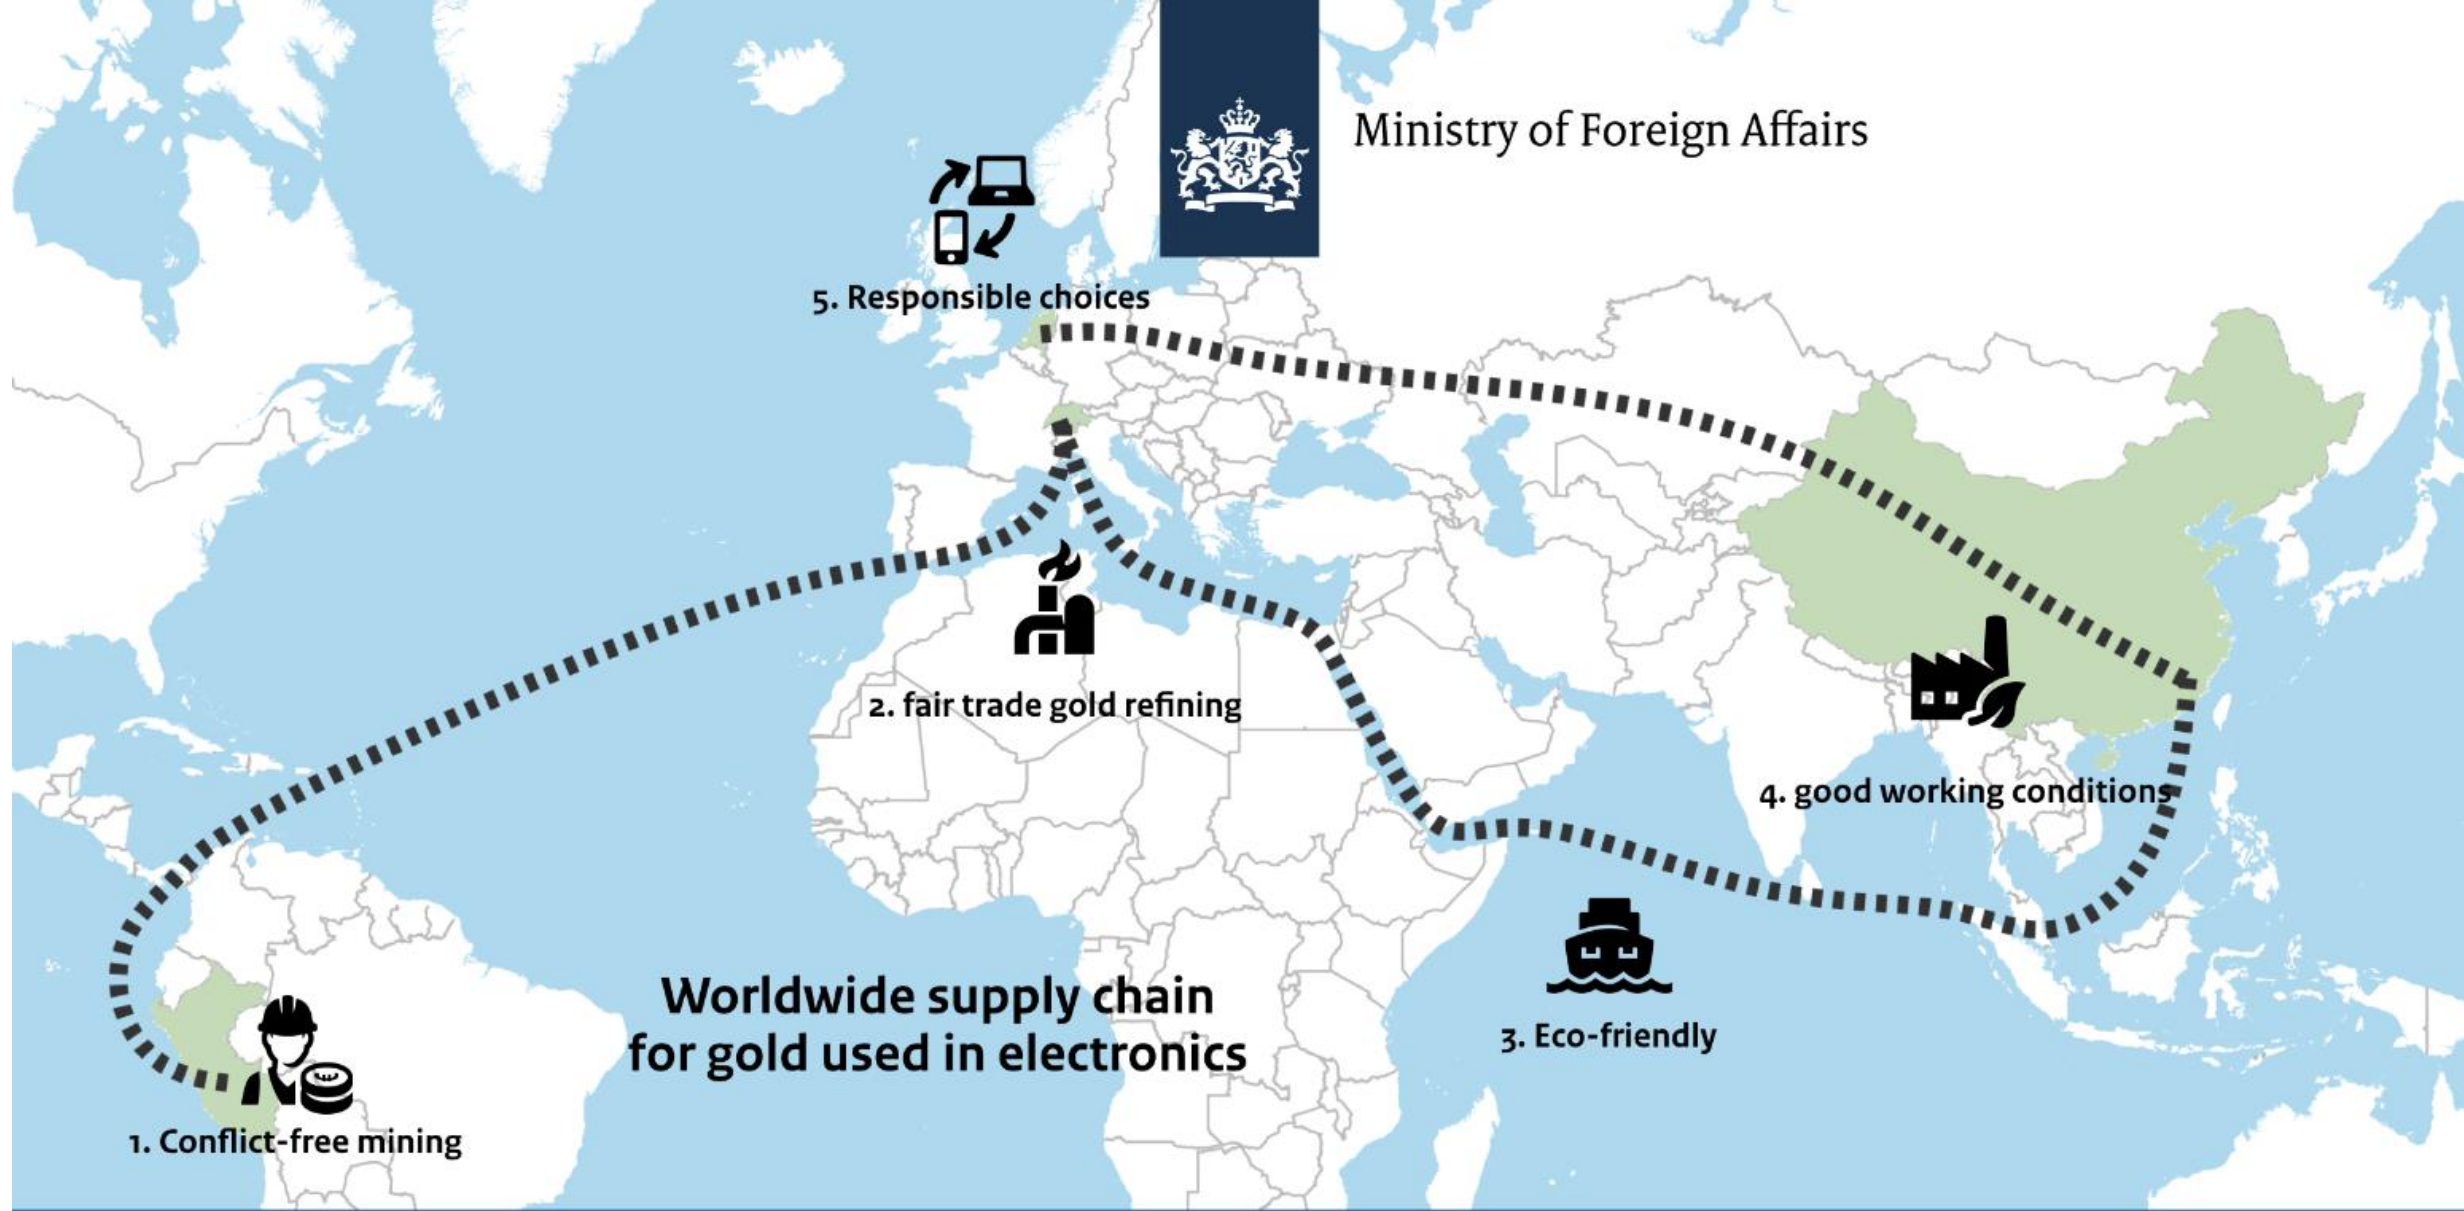 Ministry of Foreign Affairs
5. Responsible choices
2. fair trade gold refining
4. good working conditions
Worldwide supply chain
for gold used in electronics
3. Eco-friendly
1. Conflict-free mining